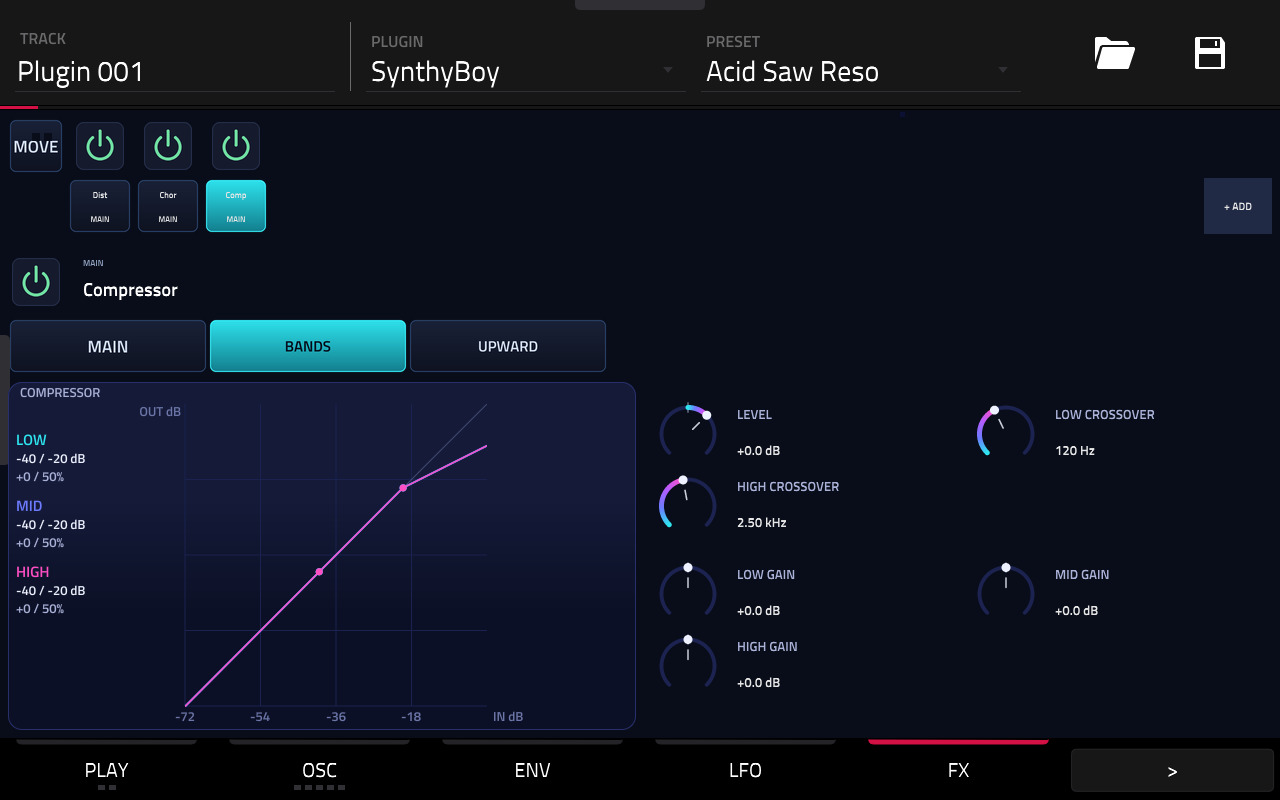 TRACK
Plugin 001
PLUGIN
SynthyBoy
PRESET
Acid Saw Reso
MOVE
Dist
MAIN
Chor
MAIN
Comp
MAIN
+ ADD
MAIN
Compressor
MAIN
BANDS
UPWARD
COMPRESSOR
OUT dB
LOW
-40 / -20 dB
+0 / 50%
MID
-40 / -20 dB
+0 / 50%
HIGH
-40 / -20 dB
+0 / 50%
-72
-54
-36
-18
IN dB
LEVEL
+0.0 dB
LOW CROSSOVER
120 Hz
HIGH CROSSOVER
2.50 kHz
LOW GAIN
+0.0 dB
MID GAIN
+0.0 dB
HIGH GAIN
+0.0 dB
PLAY
OSC
ENV
LFO
FX
>